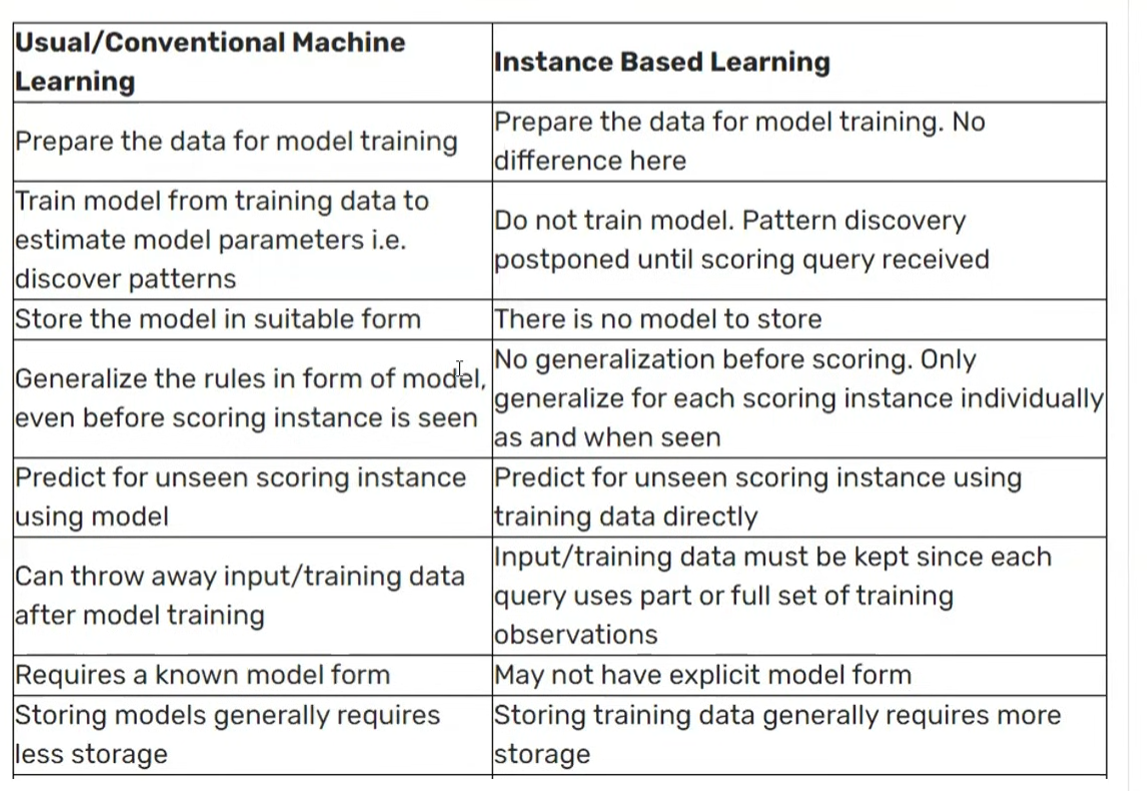 Usual/Conventional Machine
Learning
Instance Based Learning
Prepare the data for model training
Prepare the data for model training. No
difference here
Train model from training data to
estimate model parameters i.e.
discover patterns
Do not train model. Pattern discovery
postponed until scoring query received
Store the model in suitable form
There is no model to store
Generalize the rules in form of model,
even before scoring instance is seen
No generalization before scoring. Only
generalize for each scoring instance individually
as and when seen
Predict for unseen scoring instance
using model
Predict for unseen scoring instance using
training data directly
Can throw away input/training data
after model training
Input/training data must be kept since each
query uses part or full set of training
observations
Requires a known model form
May not have explicit model form
Storing models generally requires
less storage
Storing training data generally requires more
storage